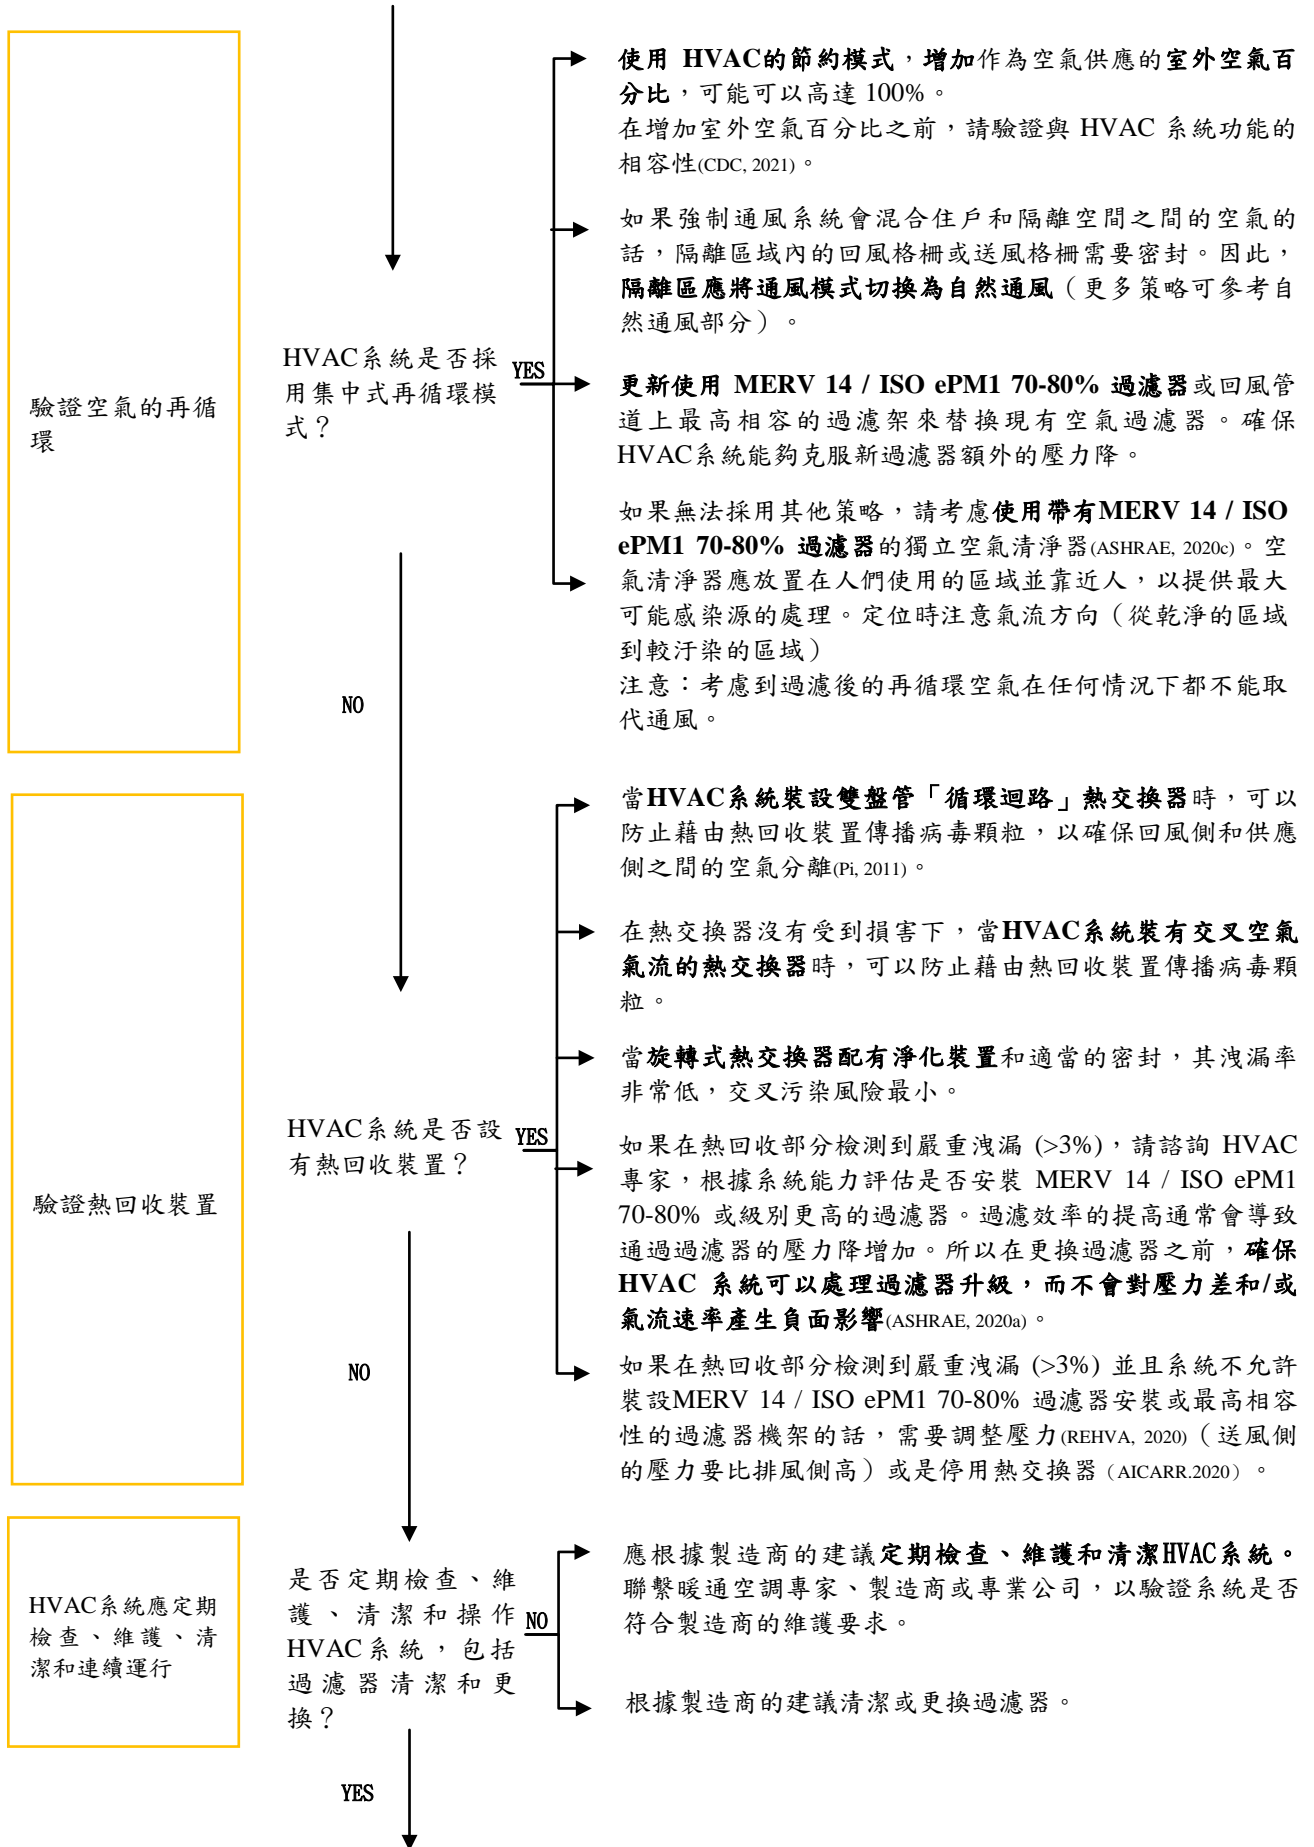 使用 HVAC的節約模式，增加作為空氣供應的室外空氣百
分比，可能可以高達 100%。
在增加室外空氣百分比之前，請驗證與 HVAC 系統功能的
相容性(CDC, 2021)。
如果強制通風系統會混合住戶和隔離空間之間的空氣的
話，隔離區域內的回風格柵或送風格柵需要密封。因此，
隔離區應將通風模式切換為自然通風（更多策略可參考自
然通風部分）。
驗證空氣的再循
環
HVAC系統是否採
用集中式再循環模
式？
YES
更新使用 MERV 14 / ISO ePM1 70-80% 過濾器或回風管
道上最高相容的過濾架來替換現有空氣過濾器。確保
HVAC系統能夠克服新過濾器額外的壓力降。
如果無法採用其他策略，請考慮使用帶有MERV 14 / ISO
ePM1 70-80% 過濾器的獨立空氣清淨器(ASHRAE, 2020c)。空
氣清淨器應放置在人們使用的區域並靠近人，以提供最大
可能感染源的處理。定位時注意氣流方向（從乾淨的區域
到較汙染的區域）
注意：考慮到過濾後的再循環空氣在任何情況下都不能取
代通風。
NO
當HVAC系統裝設雙盤管「循環迴路」熱交換器時，可以
防止藉由熱回收裝置傳播病毒顆粒，以確保回風側和供應
側之間的空氣分離(Pi, 2011)。
在熱交換器沒有受到損害下，當HVAC系統裝有交叉空氣
氣流的熱交換器時，可以防止藉由熱回收裝置傳播病毒顆
粒。
當旋轉式熱交換器配有淨化裝置和適當的密封，其洩漏率
非常低，交叉污染風險最小。
驗證熱回收裝置
HVAC系統是否設
有熱回收裝置？
YES
如果在熱回收部分檢測到嚴重洩漏 (>3%)，請諮詢 HVAC
專家，根據系統能力評估是否安裝 MERV 14 / ISO ePM1
70-80% 或級別更高的過濾器。過濾效率的提高通常會導致
通過過濾器的壓力降增加。所以在更換過濾器之前，確保
HVAC 系統可以處理過濾器升級，而不會對壓力差和/或
氣流速率產生負面影響(ASHRAE, 2020a)。
如果在熱回收部分檢測到嚴重洩漏 (>3%) 並且系統不允許
裝設MERV 14 / ISO ePM1 70-80% 過濾器安裝或最高相容
性的過濾器機架的話，需要調整壓力(REHVA, 2020)（送風側
的壓力要比排風側高）或是停用熱交換器（AICARR.2020）。
NO
HVAC系統應定期
檢查、維護、清
潔和連續運行
是否定期檢查、維
護、清潔和操作
HVAC系統，包括
過濾器清潔和更
換？
NO
應根據製造商的建議定期檢查、維護和清潔HVAC系統。
聯繫暖通空調專家、製造商或專業公司，以驗證系統是否
符合製造商的維護要求。
根據製造商的建議清潔或更換過濾器。
YES